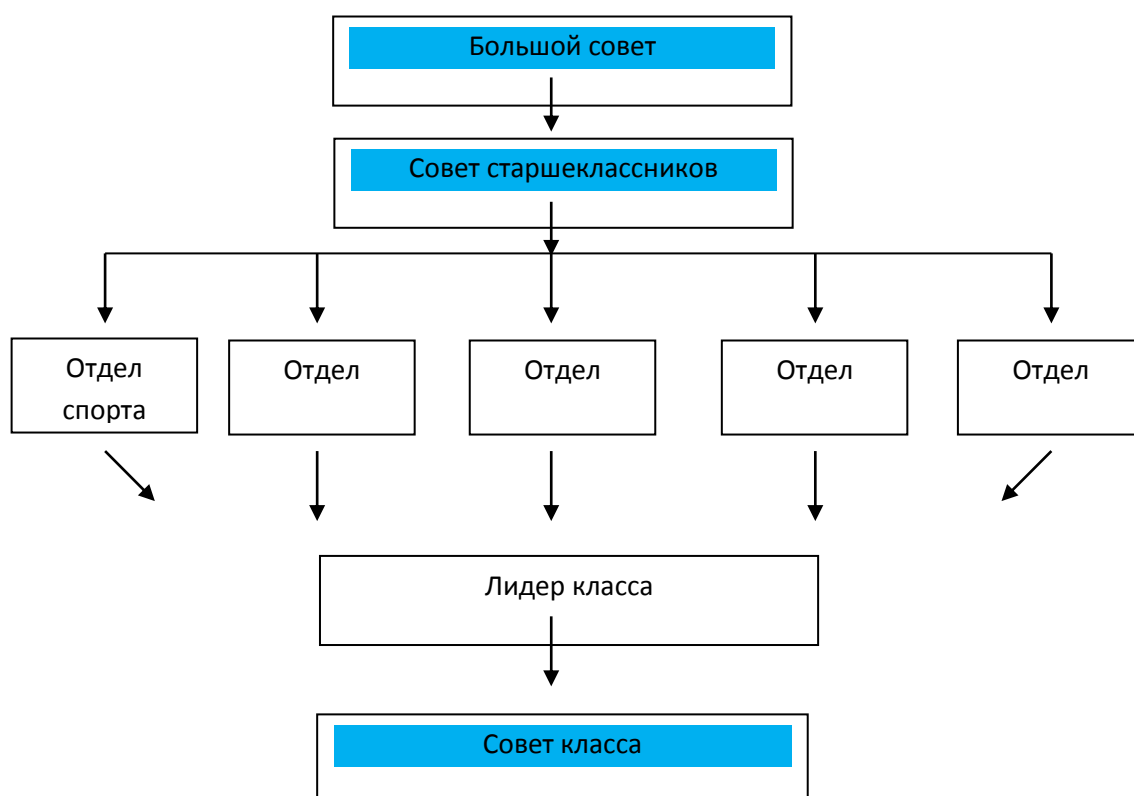 Большой совет
Совет старшеклассников
Отдел
спорта
Отдел
Отдел
Отдел
Отдел
Лидер класса
Совет класса